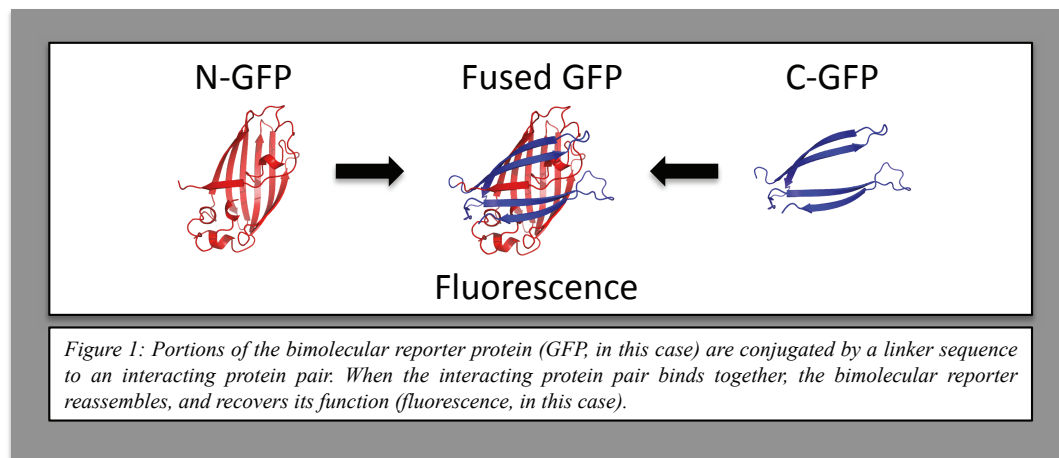 N-GFP Fused GFP C-GFP
Fluorescence
Figure 1: Portions of the bimolecular reporter protein (GFP, in this case) are conjugated by a linker sequence
to an interacting protein pair. When the interacting protein pair binds together, the bimolecular reporter
reassembles, and recovers its function (fluorescence, in this case).